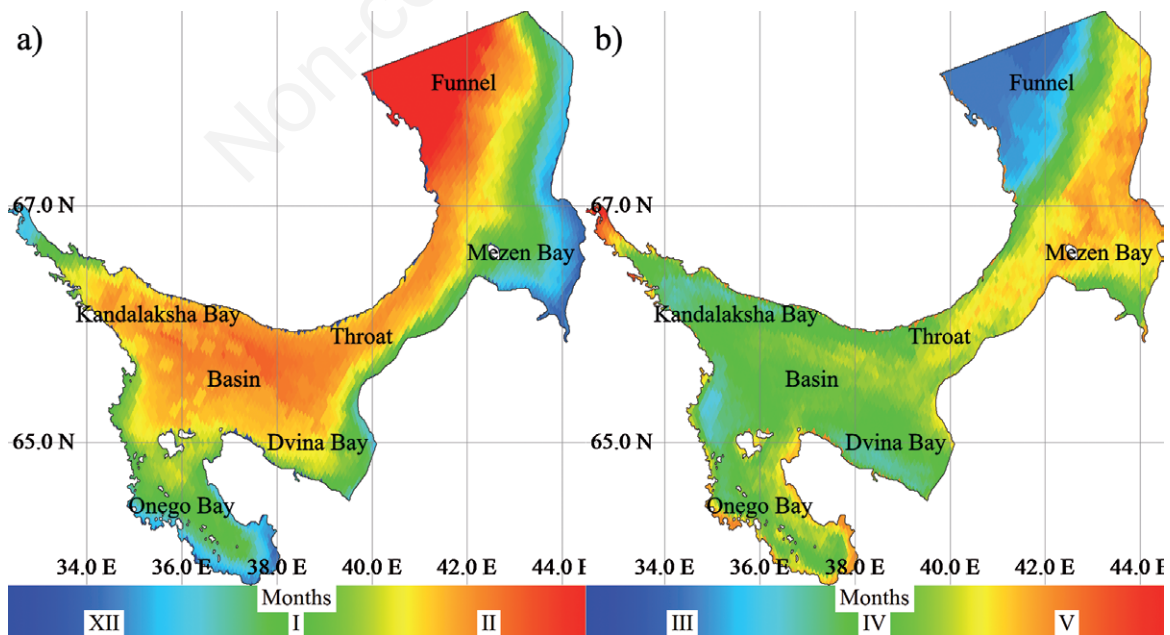 a)
Funnel
67.0 N
Mezen Bay
Kandalaksha Bay
Throat
Basin
65.0 N
Dvina Bay
Onego Bay
34.0 E 36.0 E 38.0 E 40.0 E 42.0 E 44.0 E
Months
XII I II
b)
Funnel
67.0 N
Mezen Bay
Kandalaksha Bay
Throat
Basin
65.0 N
Dvina Bay
Onego Bay
34.0 E 36.0 E 38.0 E 40.0 E 42.0 E 44.0 E
Months
III IV V
Non-c